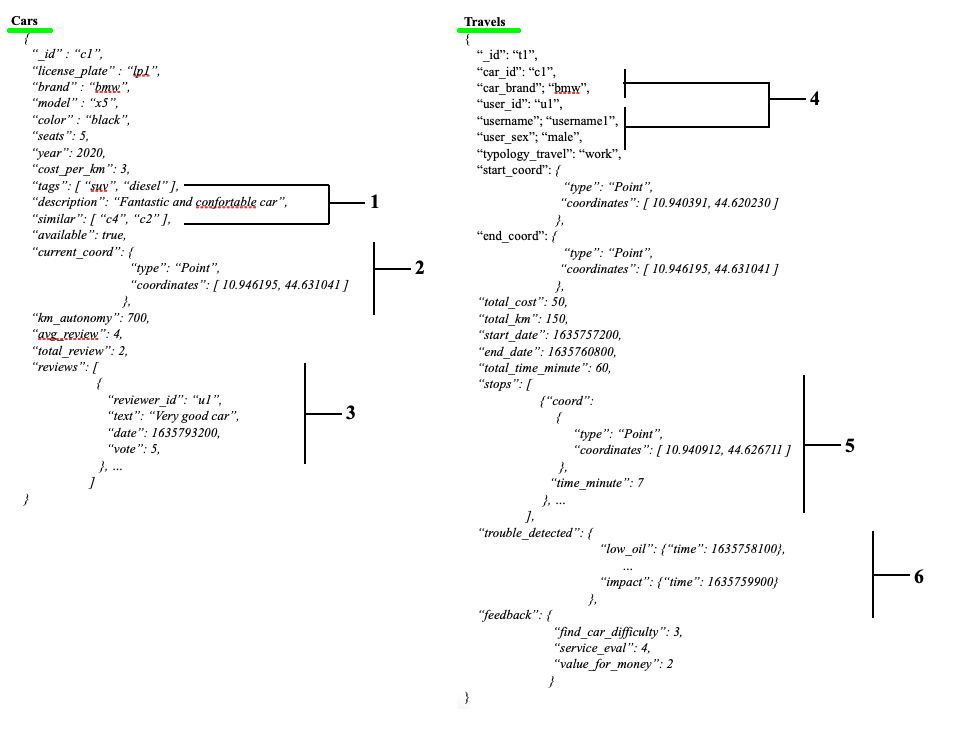 Cars
{
“_id” : “c1”,
“license_plate” : “lp1”,
“brand” : “bmw”,
“model” : “x5”,
“color” : “black”,
“seats”: 5,
“year”: 2020,
“cost_per_km”: 3,
“tags”: [ “suv”, “diesel” ],
“description”: “Fantastic and confortable car”,
“similar”: [ “c4”, “c2” ],
“available”: true,
“current_coord”: {
“type”: “Point”,
“coordinates”: [ 10.946195, 44.631041 ]
},
“km_autonomy”: 700,
“avg_review”: 4,
“total_review”: 2,
“reviews”: [
{
“reviewer_id”: “u1”,
“text”: “Very good car”,
“date”: 1635793200,
“vote”: 5,
}, ...
]
}
1
2
3
Travels
{
“_id”: “t1”,
“car_id”: “c1”,
“car_brand”; “bmw”,
“user_id”: “u1”,
“username”; “username1”,
“user_sex”; “male”,
“typology_travel”: “work”,
“start_coord”: {
“type”: “Point”,
“coordinates”: [ 10.940391, 44.620230 ]
},
“end_coord”: {
“type”: “Point”,
“coordinates”: [ 10.946195, 44.631041 ]
},
“total_cost”: 50,
“total_km”: 150,
“start_date”: 1635757200,
“end_date”: 1635760800,
“total_time_minute”: 60,
“stops”: [
{“coord”:
{
“type”: “Point”,
“coordinates”: [ 10.940912, 44.626711 ]
},
“time_minute”: 7
}, ...
],
“trouble_detected”: {
“low_oil”: {“time”: 1635758100},
...
“impact”: {“time”: 1635759900}
},
“feedback”: {
“find_car_difficulty”: 3,
“service_eval”: 4,
“value_for_money”: 2
}
}
4
5
6